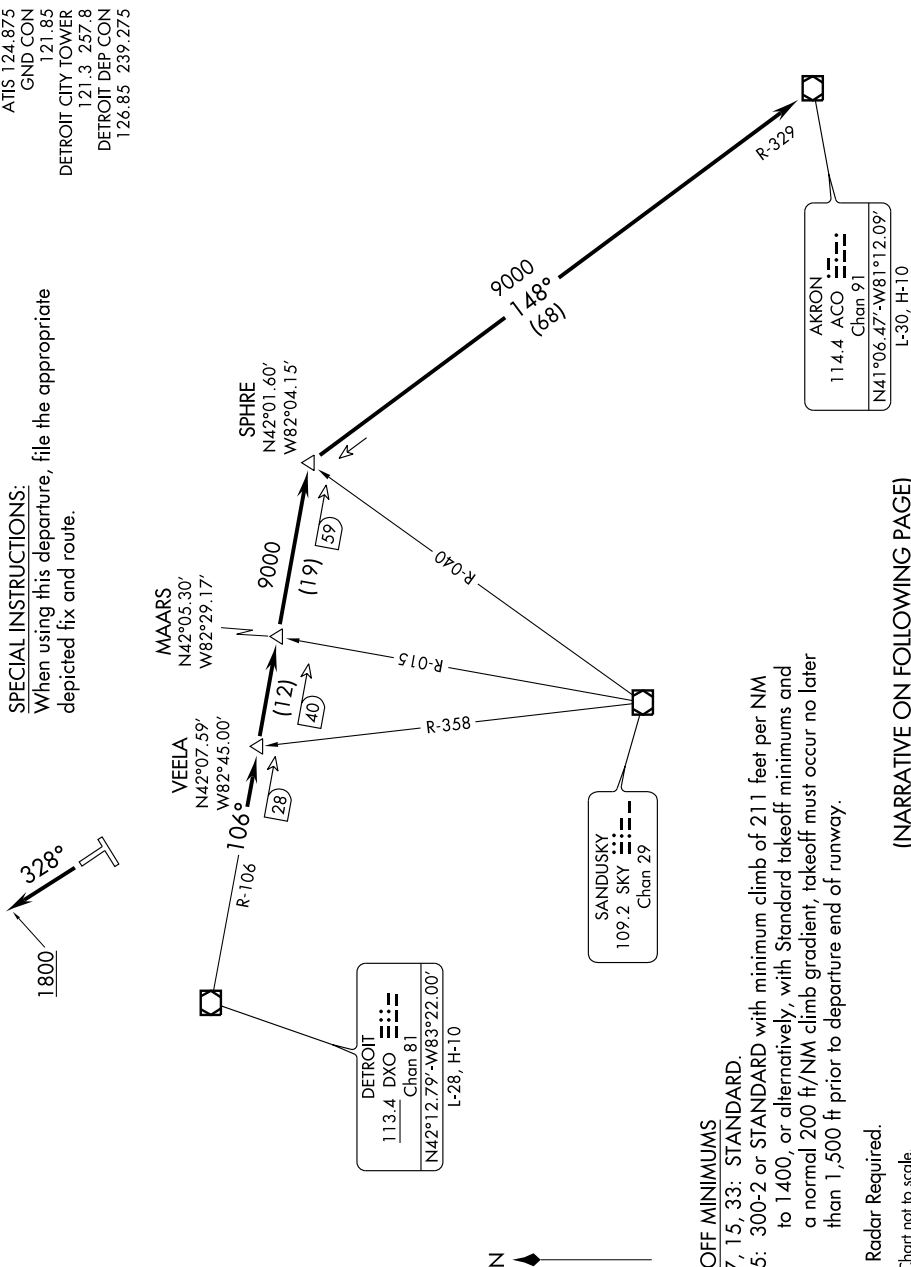 ATIS 124.875
GND CON
121.85
DETROIT CITY TOWER
121.3 257.8
DETROIT DEP CON
126.85 239.275
SPECIAL INSTRUCTIONS:
When using this departure, file the appropriate
depicted fix and route.
328°
1800
VEELA
N42°07.59′
W82°45.00′
MAARS
N42°05.30′
W82°29.17′
SPHRE
N42°01.60′
W82°04.15′
R-106
106°
28
(12)
40
9000
(19)
59
9000
148°
(68)
R-329
R-358
R-015
R-040
DETROIT
113.4 DXO
Chan 81
N42°12.79′-W83°22.00′
L-28, H-10
SANDUSKY
109.2 SKY
Chan 29
AKRON
114.4 ACO
Chan 91
N41°06.47′-W81°12.09′
L-30, H-10
N
OFF MINIMUMS
7, 15, 33: STANDARD.
5: 300-2 or STANDARD with minimum climb of 211 feet per NM
to 1400, or alternatively, with Standard takeoff minimums and
a normal 200 ft/NM climb gradient, takeoff must occur no later
than 1,500 ft prior to departure end of runway.
Radar Required.
Chart not to scale
(NARRATIVE ON FOLLOWING PAGE)